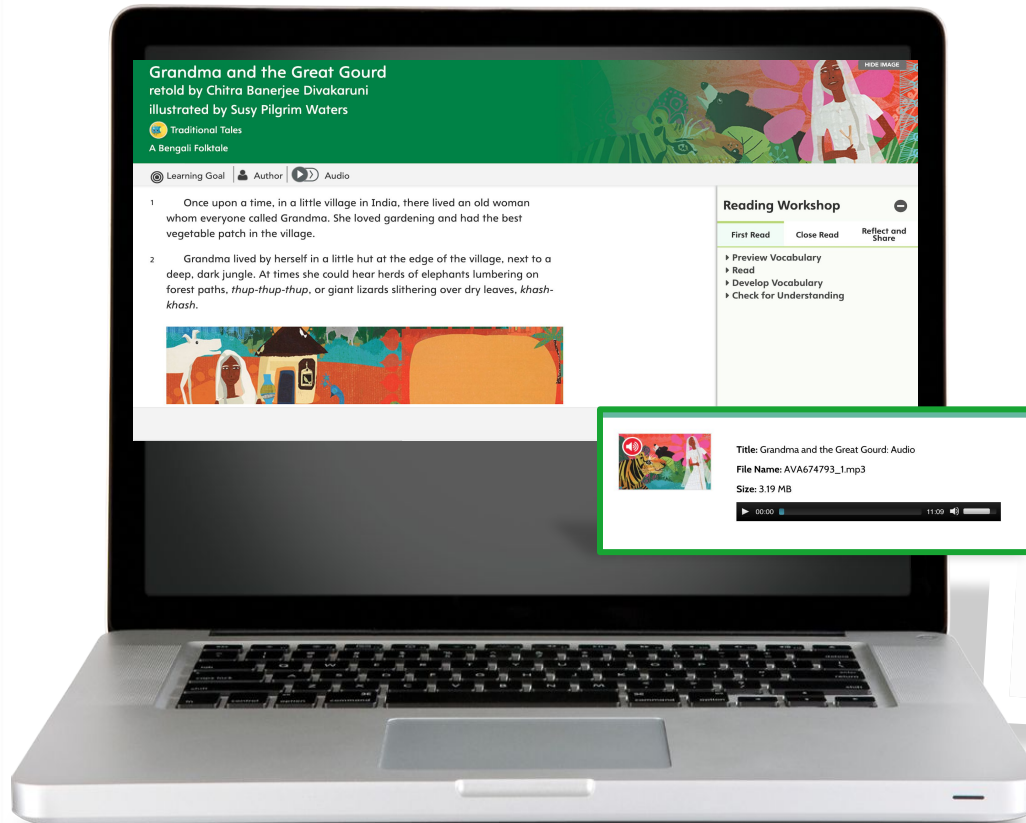 Grandma and the Great Gourd
retold by Chitra Banerjee Divakaruni
illustrated by Susy Pilgrim Waters
Traditional Tales
A Bengali Folktale
HIDE IMAGE
Learning Goal
Author
Audio
1 Once upon a time, in a little village in India, there lived an old woman
whom everyone called Grandma. She loved gardening and had the best
vegetable patch in the village.
2 Grandma lived by herself in a little hut at the edge of the village, next to a
deep, dark jungle. At times she could hear herds of elephants lumbering on
forest paths, thup-thup-thup, or giant lizards slithering over dry leaves, khash-
khash.
Reading Workshop
First Read
Close Read
Reflect and
Share
Preview Vocabulary
Read
Develop Vocabulary
Check for Understanding
Title: Grandma and the Great Gourd: Audio
File Name: AVA674793_1.mp3
Size: 3.19 MB
00:00
11:09